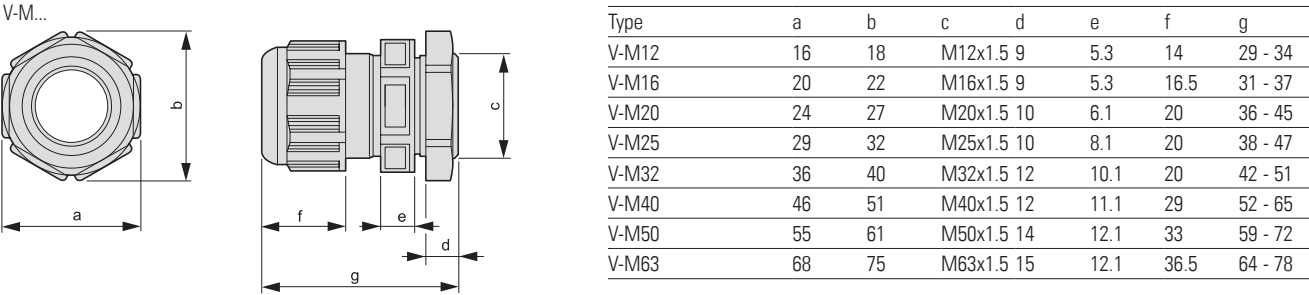 V-M...
b
a
c
f
e
d
g
Type a b c d e f g
V-M12 16 18 M12x1.5 9 5.3 14 29 - 34
V-M16 20 22 M16x1.5 9 5.3 16.5 31 - 37
V-M20 24 27 M20x1.5 10 6.1 20 36 - 45
V-M25 29 32 M25x1.5 10 8.1 20 38 - 47
V-M32 36 40 M32x1.5 12 10.1 20 42 - 51
V-M40 46 51 M40x1.5 12 11.1 29 52 - 65
V-M50 55 61 M50x1.5 14 12.1 33 59 - 72
V-M63 68 75 M63x1.5 15 12.1 36.5 64 - 78